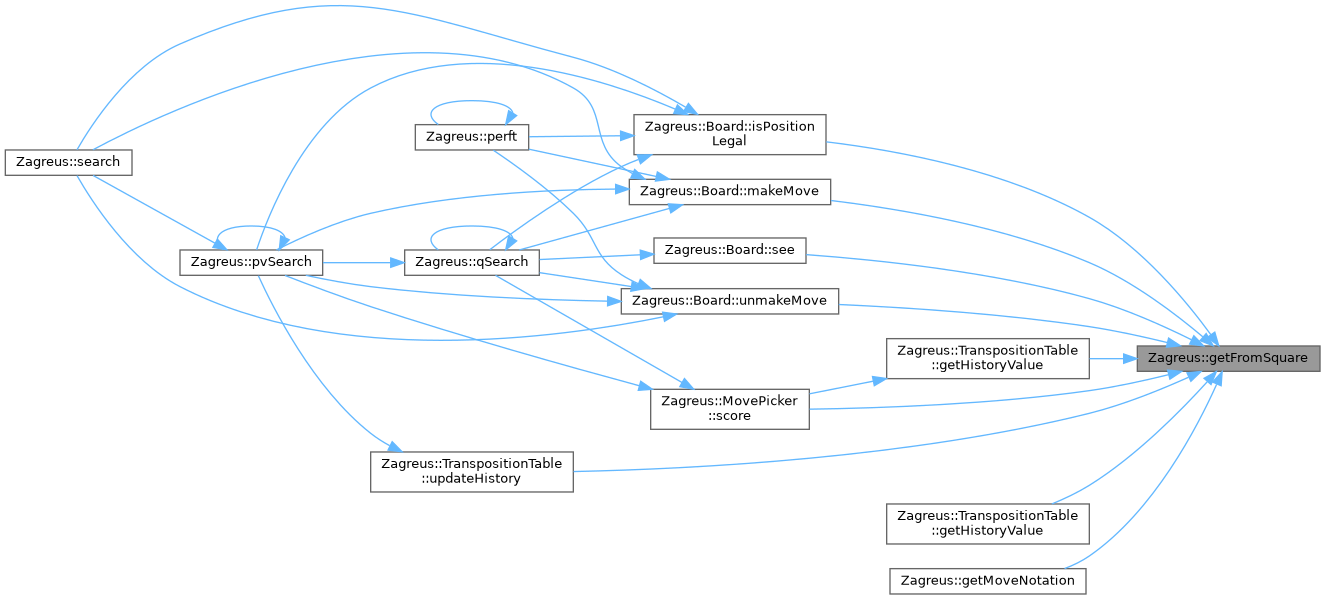 Zagreus::search
Zagreus::pvSearch
Zagreus::perft
Zagreus::qSearch
Zagreus::TranspositionTable
::updateHistory
Zagreus::Board::isPosition
Legal
Zagreus::Board::makeMove
Zagreus::Board::see
Zagreus::Board::unmakeMove
Zagreus::MovePicker
::score
Zagreus::TranspositionTable
::getHistoryValue
Zagreus::TranspositionTable
::getHistoryValue
Zagreus::getMoveNotation
Zagreus::getFromSquare